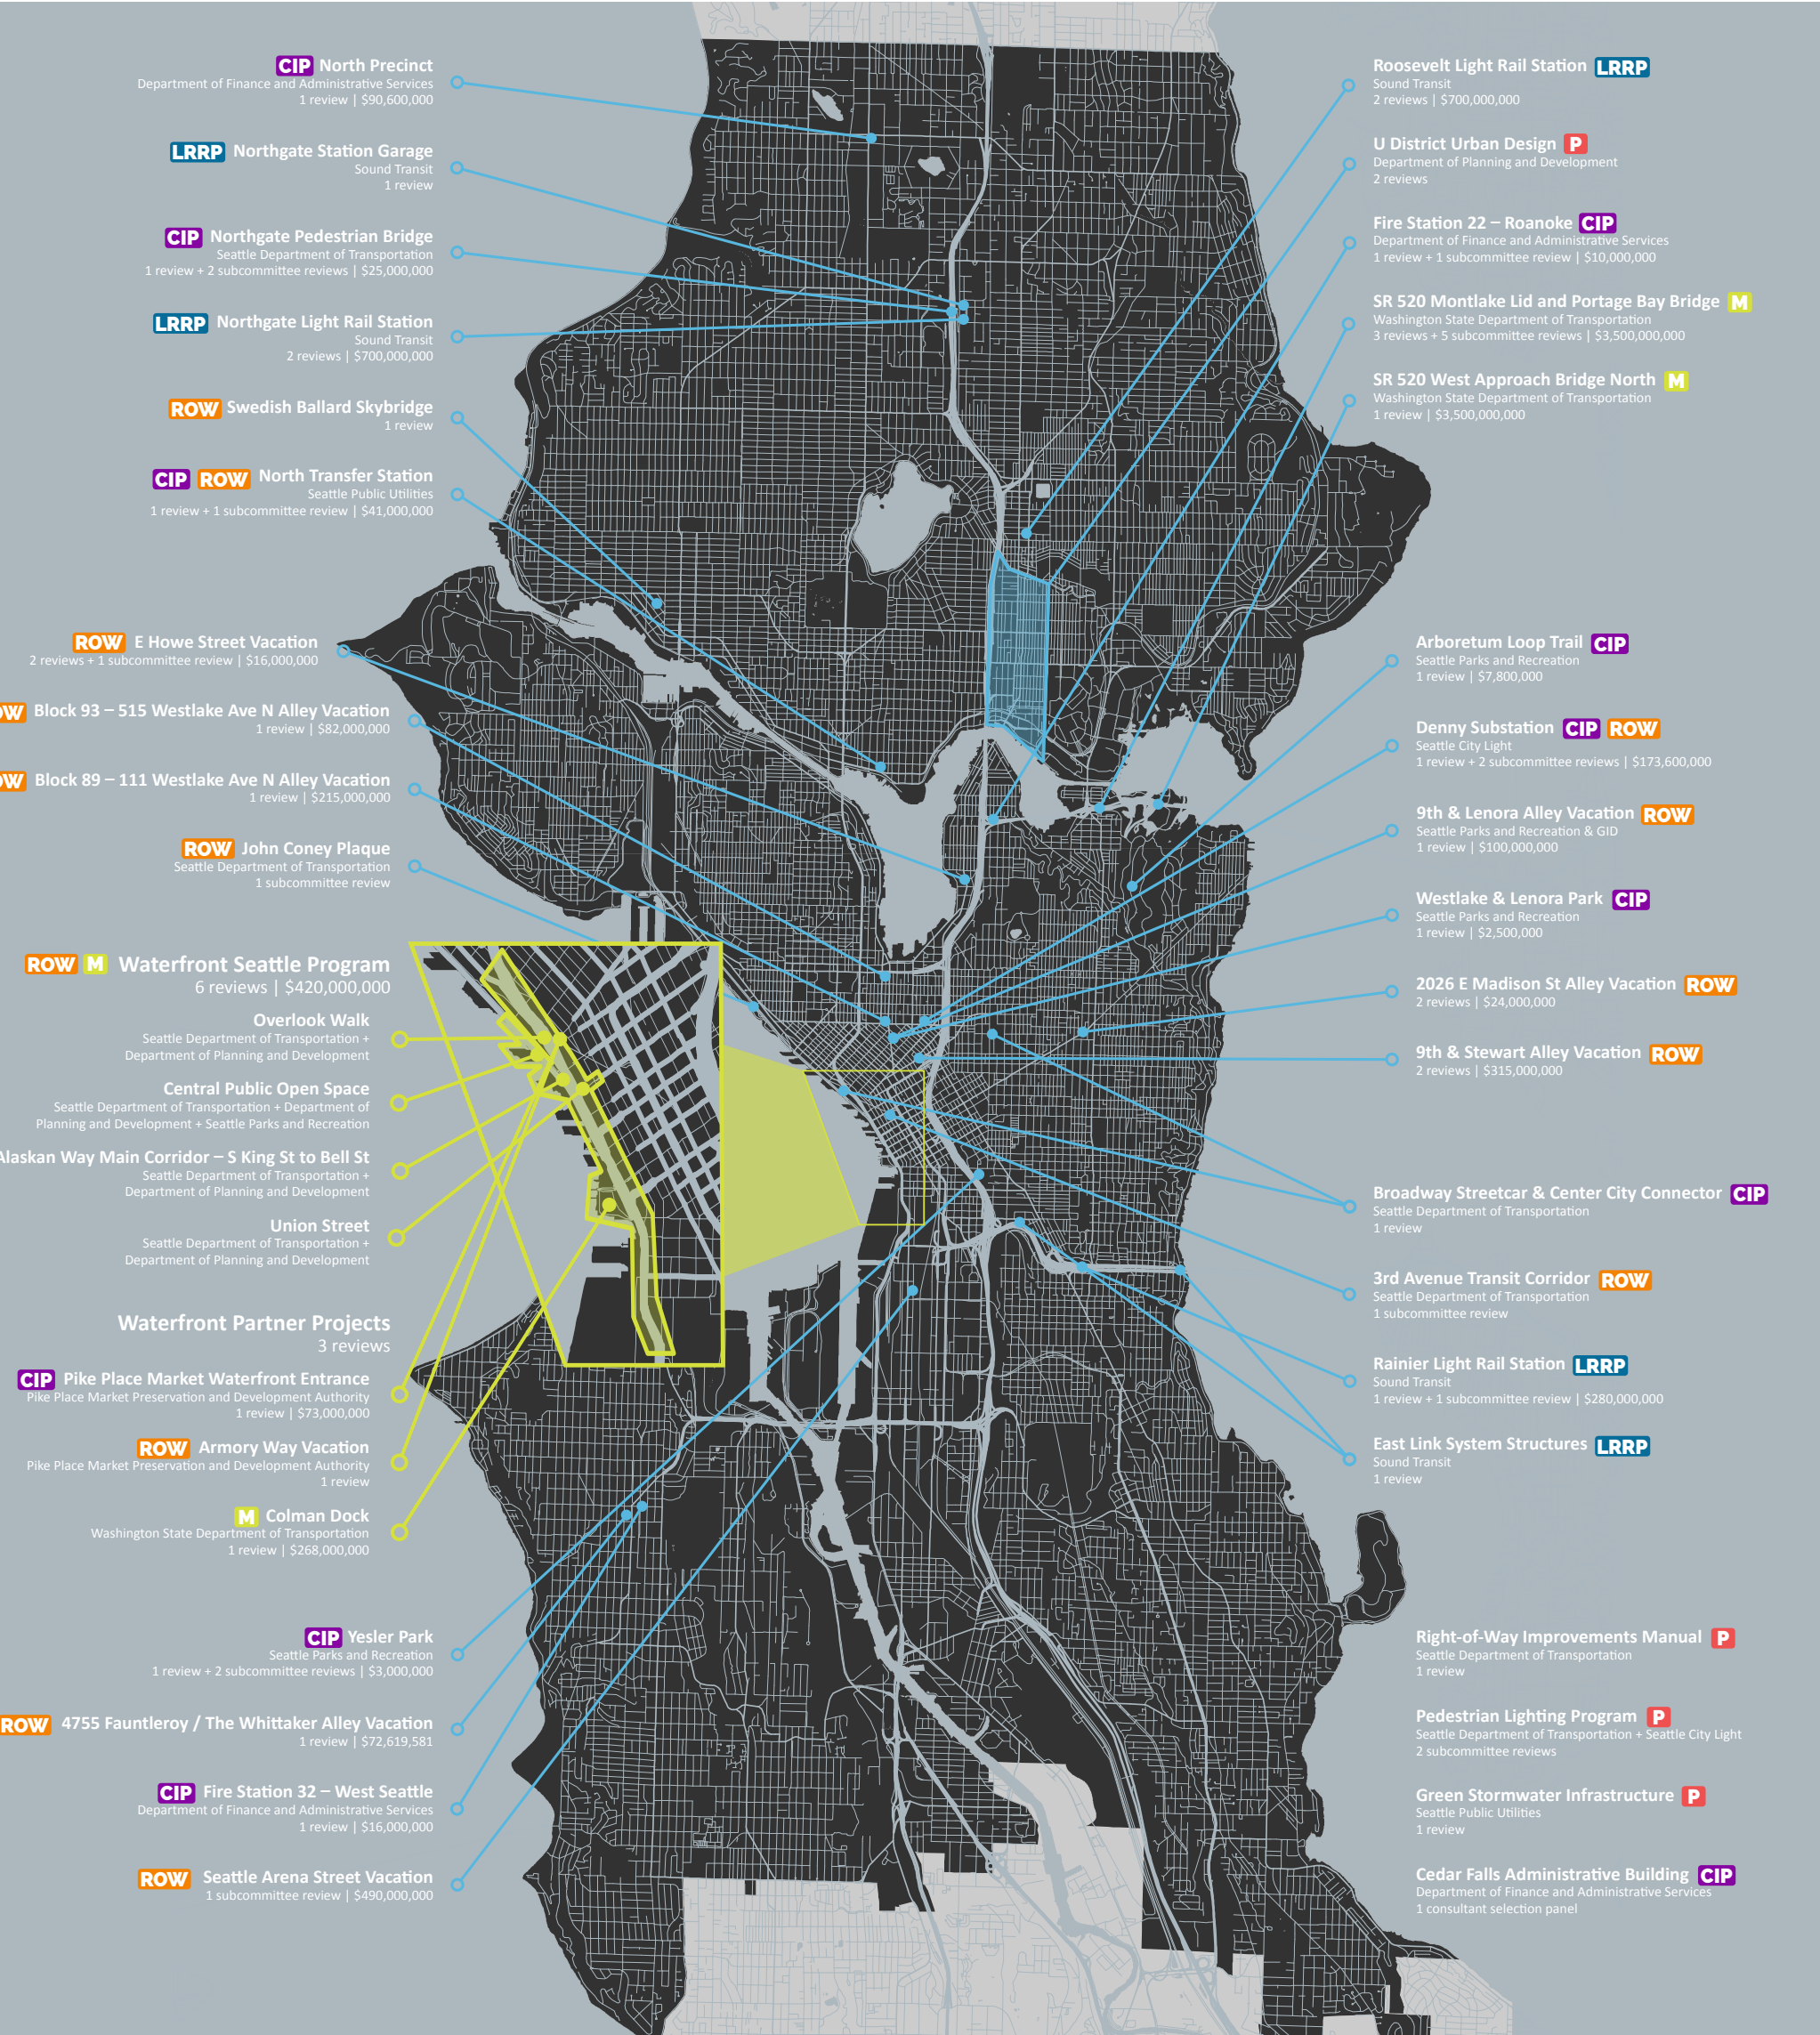 CIP North Precinct
Department of Finance and Administrative Services
1 review | $90,600,000
LRRP Northgate Station Garage
Sound Transit
1 review
CIP Northgate Pedestrian Bridge
Seattle Department of Transportation
1 review + 2 subcommittee reviews | $25,000,000
LRRP Northgate Light Rail Station
Sound Transit
2 reviews | $700,000,000
ROW Swedish Ballard Skybridge
1 review
CIP ROW North Transfer Station
Seattle Public Utilities
1 review + 1 subcommittee review | $41,000,000
ROW E Howe Street Vacation
2 reviews + 1 subcommittee review | $16,000,000
OW Block 93 – 515 Westlake Ave N Alley Vacation
1 review | $82,000,000
OW Block 89 – 111 Westlake Ave N Alley Vacation
1 review | $215,000,000
ROW John Coney Plaque
Seattle Department of Transportation
1 subcommittee review
ROW M Waterfront Seattle Program
6 reviews | $420,000,000
Overlook Walk
Seattle Department of Transportation +
Department of Planning and Development
Central Public Open Space
Seattle Department of Transportation + Department of
Planning and Development + Seattle Parks and Recreation
Alaskan Way Main Corridor – S King St to Bell St
Seattle Department of Transportation +
Department of Planning and Development
Union Street
Seattle Department of Transportation +
Department of Planning and Development
Waterfront Partner Projects
3 reviews
CIP Pike Place Market Waterfront Entrance
Pike Place Market Preservation and Development Authority
1 review | $73,000,000
ROW Armory Way Vacation
Pike Place Market Preservation and Development Authority
1 review
M Colman Dock
Washington State Department of Transportation
1 review | $268,000,000
CIP Yesler Park
Seattle Parks and Recreation
1 review + 2 subcommittee reviews | $3,000,000
ROW 4755 Fauntleroy / The Whittaker Alley Vacation
1 review | $72,619,581
CIP Fire Station 32 – West Seattle
Department of Finance and Administrative Services
1 review | $16,000,000
ROW Seattle Arena Street Vacation
1 subcommittee review | $490,000,000
Roosevelt Light Rail Station LRRP
Sound Transit
2 reviews | $700,000,000
U District Urban Design P
Department of Planning and Development
2 reviews
Fire Station 22 – Roanoke CIP
Department of Finance and Administrative Services
1 review + 1 subcommittee review | $10,000,000
SR 520 Montlake Lid and Portage Bay Bridge M
Washington State Department of Transportation
3 reviews + 5 subcommittee reviews | $3,500,000,000
SR 520 West Approach Bridge North M
Washington State Department of Transportation
1 review | $3,500,000,000
Arboretum Loop Trail CIP
Seattle Parks and Recreation
1 review | $7,800,000
Denny Substation CIP ROW
Seattle City Light
1 review + 2 subcommittee reviews | $173,600,000
9th & Lenora Alley Vacation ROW
Seattle Parks and Recreation & GID
1 review | $100,000,000
Westlake & Lenora Park CIP
Seattle Parks and Recreation
1 review | $2,500,000
2026 E Madison St Alley Vacation ROW
2 reviews | $24,000,000
9th & Stewart Alley Vacation ROW
2 reviews | $315,000,000
Broadway Streetcar & Center City Connector CIP
Seattle Department of Transportation
1 review
3rd Avenue Transit Corridor ROW
Seattle Department of Transportation
1 subcommittee review
Rainier Light Rail Station LRRP
Sound Transit
1 review + 1 subcommittee review | $280,000,000
East Link System Structures LRRP
Sound Transit
1 review
Right-of-Way Improvements Manual P
Seattle Department of Transportation
1 review
Pedestrian Lighting Program P
Seattle Department of Transportation + Seattle City Light
2 subcommittee reviews
Green Stormwater Infrastructure P
Seattle Public Utilities
1 review
Cedar Falls Administrative Building CIP
Department of Finance and Administrative Services
1 consultant selection panel